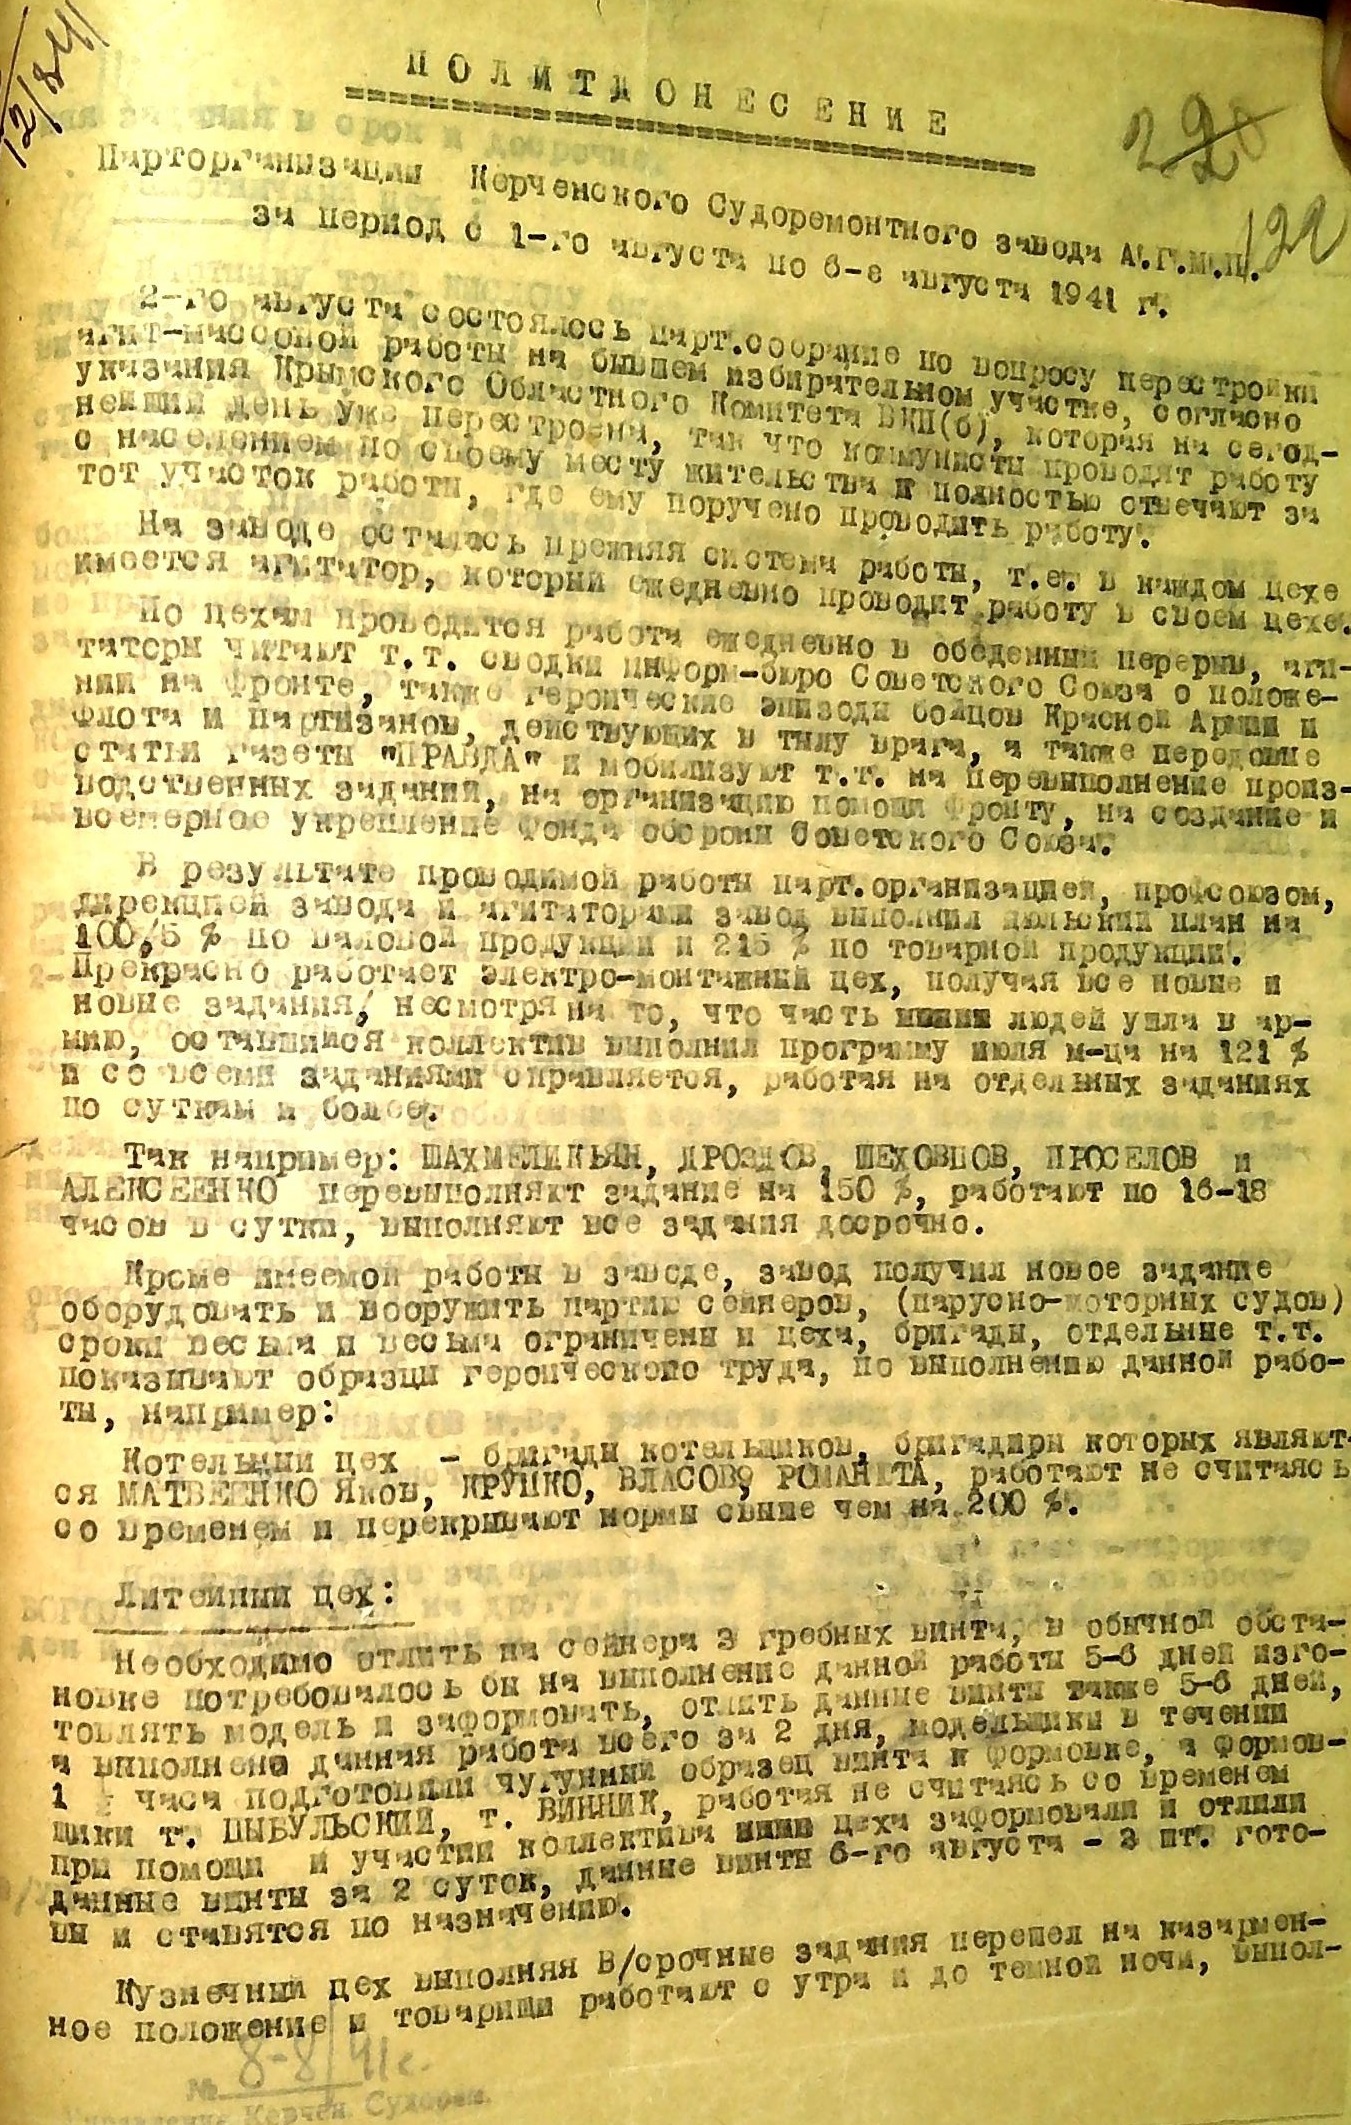 12/8-41
ПОЛИТДОНЕСЕНИЕ
220
122
Парторганизации Керченского Судоремонтного завода А.Г.М.П.
за период с 1-го августа по 6-е августа 1941 г.
2-го августа состоялось парт.собрание по вопросу перестройки
агит-массовой работы на бывшем избирательном участке, согласно
указания Крымского Областного Комитета ВКП(б), которая на сегод-
нейший день уже перестроена, так что коммунисты проводят работу
с населением по своему месту жительства и полностью отвечают за
тот участок работы, где ему поручено проводить работу.
На заводе осталась прежняя система работы, т.е. в каждом цехе
имеется агитатор, который ежедневно проводит работу в своем цехе.
По цехам проводится работа ежедневно в обеденный перерыв, аги-
таторы читают т.т. сводки информ-бюро Советского Союза о положе-
нии на фронте, также героические эпизоды бойцов Красной Армии и
Флота и партизанов, действующих в тылу врага, а также передовые
статьи газеты "ПРАВДА" и мобилизуют т.т. на перевыполнение произ-
водственных заданий, на организацию помощи фронту, на создание и
всемерное укрепление фонда обороны Советского Союза.
В результате проводимой работы парт.организацией, профсоюзом,
дирекцией завода и агитаторами завод выполнил июльский план на
100,5 % по валовой продукции и 215 % по товарной продукции.
Прекрасно работает электро-монтажный цех, получая все новые и
новые задания, несмотря на то, что часть людей ушла в ар-
мию, оставшийся коллектив выполнил программу июля м-ца на 121 %
и со всеми заданиями справляется, работая на отдельных заданиях
по суткам и более.
Так например: ШАХМЕЛИКЬЯН, ДРОЗДОВ, ШЕХОВЦОВ, ПРОСЕЛОВ и
АЛЕКСЕЕНКО перевыполняют задание на 150 %, работают по 16-18
часов в сутки, выполняют все задания досрочно.
Кроме имеемой работы в заводе, завод получил новое задание
оборудовать и вооружить партию сейнеров, (парусно-моторных судов)
сроки весьма и весьма ограничены и цеха, бригады, отдельные т.т.
показывают образцы героического труда, по выполнению данной рабо-
ты, например:
Котельный цех - бригады котельщиков, бригадиры которых являют-
ся МАТВЕЕНКО Яков, КРУПКО, ВЛАСОВ, РОМАНЮТА, работают не считаясь
со временем и перекрывают нормы свыше чем на 200 %.
Литейный цех:
Необходимо отлить на сейнера 3 гребных винта, в обычной обста-
новке потребовалось бы на выполнение данной работы 5-6 дней изго-
товлять модель и заформовать, отлить данные винты также 5-6 дней,
а выполнена данная работа всего за 2 дня, модельщики в течении
1 часа подготовили чугунный образец винта к формовке, а формов-
щики т. ЦЫБУЛЬСКИЙ, т. ВИННИК, работая не считаясь со временем
при помощи и участии коллектива цеха заформовали и отлили
данные винты за 2 суток, данные винты 6-го августа - 3 шт. гото-
вы и ставятся по назначению.
Кузнечный цех выполняя В/срочные задания перешел на казармен-
ное положение и товарищи работают с утра и до темной ночи, выпол-
№ 8-8/41 г.
Управление Керчен. Судорем.